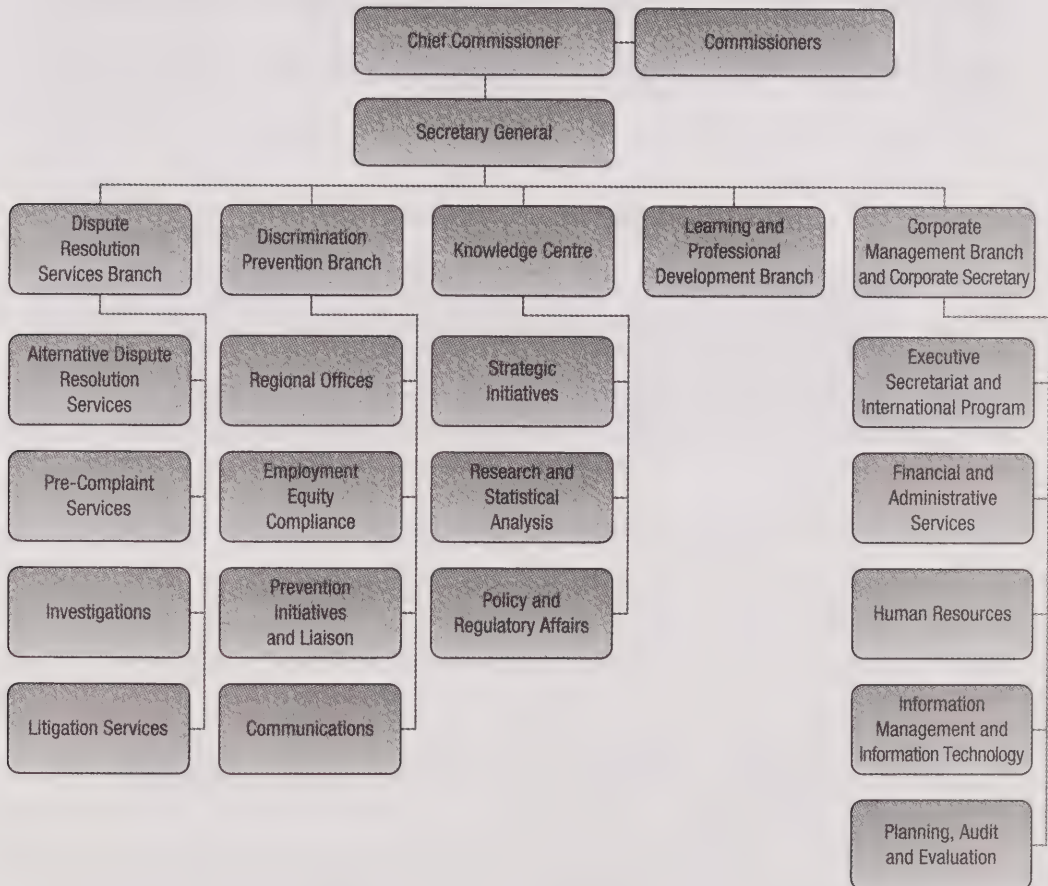 Chief Commissioner
Commissioners
Secretary General
Dispute
Resolution
Services Branch
Discrimination
Prevention Branch
Knowledge Centre
Learning and
Professional
Development Branch
Corporate
Management Branch
and Corporate Secretary
Alternative Dispute
Resolution
Services
Pre-Complaint
Services
Investigations
Litigation Services
Regional Offices
Employment
Equity
Compliance
Prevention
Initiatives
and Liaison
Communications
Strategic
Initiatives
Research and
Statistical
Analysis
Policy and
Regulatory Affairs
Executive
Secretariat and
International Program
Financial and
Administrative
Services
Human Resources
Information
Management and
Information Technology
Planning, Audit
and Evaluation